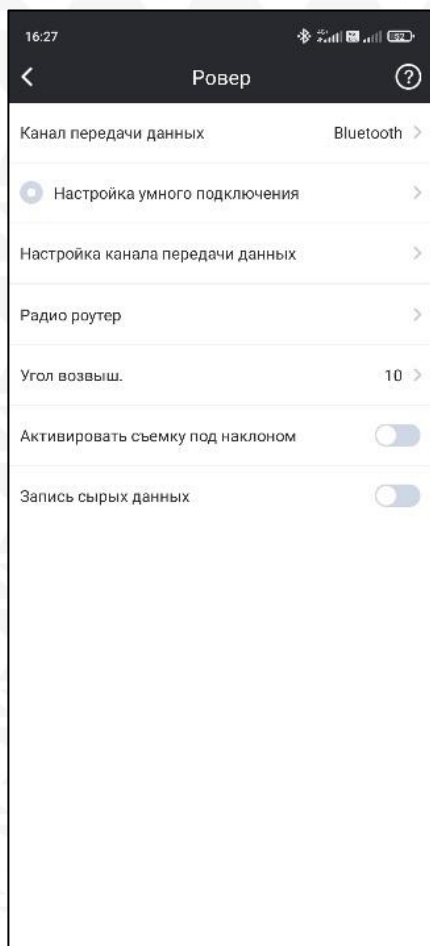 16:27
52
Ровер
?
Канал передачи данных Bluetooth
Настройка умного подключения
Настройка канала передачи данных
Радио роутер
Угол возвыш. 10
Активировать съемку под наклоном
Запись сырых данных